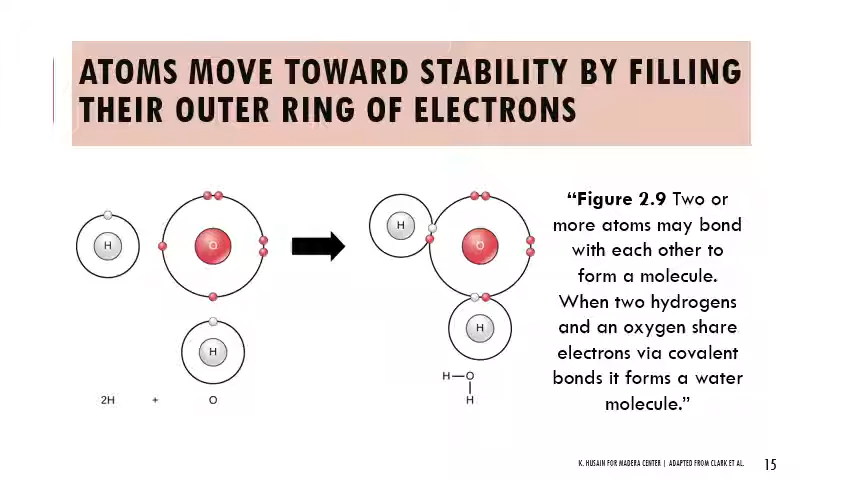 ATOMS MOVE TOWARD STABILITY BY FILLING
THEIR OUTER RING OF ELECTRONS
H
O
H
2H + O
H
O
H
H—O
H
“Figure 2.9 Two or
more atoms may bond
with each other to
form a molecule.
When two hydrogens
and an oxygen share
electrons via covalent
bonds it forms a water
molecule.”
K. HUSAIN FOR MADERA CENTER | ADAPTED FROM CLARK ET AL.
15